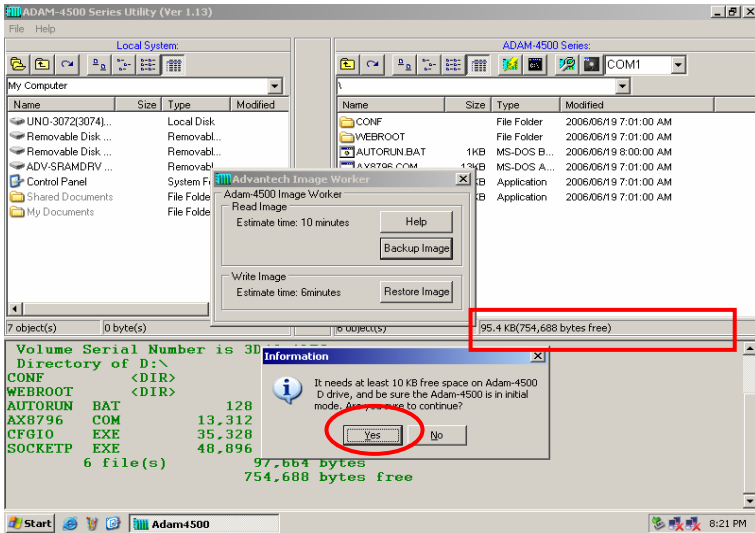 ADAM-4500 Series Utility (Ver 1.13)
File Help
Local System:
ADAM-4500 Series:
COM1
My Computer
\
Name Size Type Modified
UNO-3072(3074)... Local Disk
Removable Disk ... Removabl...
Removable Disk ... Removabl...
ADV-SRAMDRV ... Removabl
Control Panel System F
Shared Documents File Folde
My Documents File Folde
Name Size Type Modified
CONF File Folder 2006/06/19 7:01:00 AM
WEBROOT File Folder 2006/06/19 7:01:00 AM
AUTORUN.BAT 1KB MS-DOS B... 2006/06/19 8:00:00 AM
AX8796.COM 13KB MS-DOS A... 2006/06/19 7:01:00 AM
KB Application 2006/06/19 7:01:00 AM
KB Application 2006/06/19 7:01:00 AM
Advantech Image Worker
Adam-4500 Image Worker
Read Image
Estimate time: 10 minutes
Help
Backup Image
Write Image
Estimate time: 6minutes
Restore Image
7 object(s) 0 byte(s)
6 object(s) 95.4 KB(754,688 bytes free)
Volume Serial Number is 3D
Directory of D:\
CONF <DIR>
WEBROOT <DIR>
AUTORUN BAT 128
AX8796 COM 13,312
CFGIO EXE 35,328
SOCKETP EXE 48,896
6 file(s) 97,664 bytes
754,688 bytes free
Information
It needs at least 10 KB free space on Adam-4500
D drive, and be sure the Adam-4500 is in initial
mode. Are you sure to continue?
Yes No
Start
Adam4500
8:21 PM